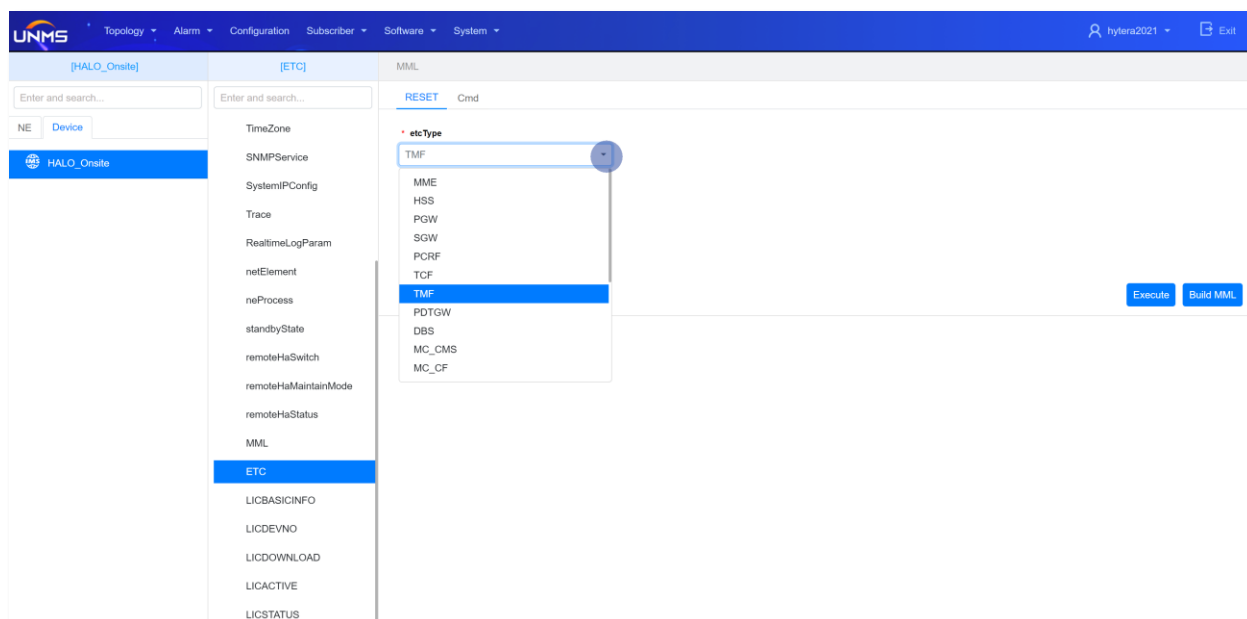 UNMS Topology Alarm Configuration Subscriber Software System hytera2021 Exit
[HALO_Onsite] [ETC] MML
Enter and search... Enter and search... RESET Cmd
NE Device
HALO_Onsite
TimeZone
SNMPService
SystemIPConfig
Trace
RealtimeLogParam
netElement
neProcess
standbyState
remoteHaSwitch
remoteHaMaintainMode
remoteHaStatus
MML
ETC
LICBASICINFO
LICDEVNO
LICDOWNLOAD
LICACTIVE
LICSTATUS
* etcType
TMF
MME
HSS
PGW
SGW
PCRF
TCF
TMF
PDTGW
DBS
MC_CMS
MC_CF
Execute Build MML